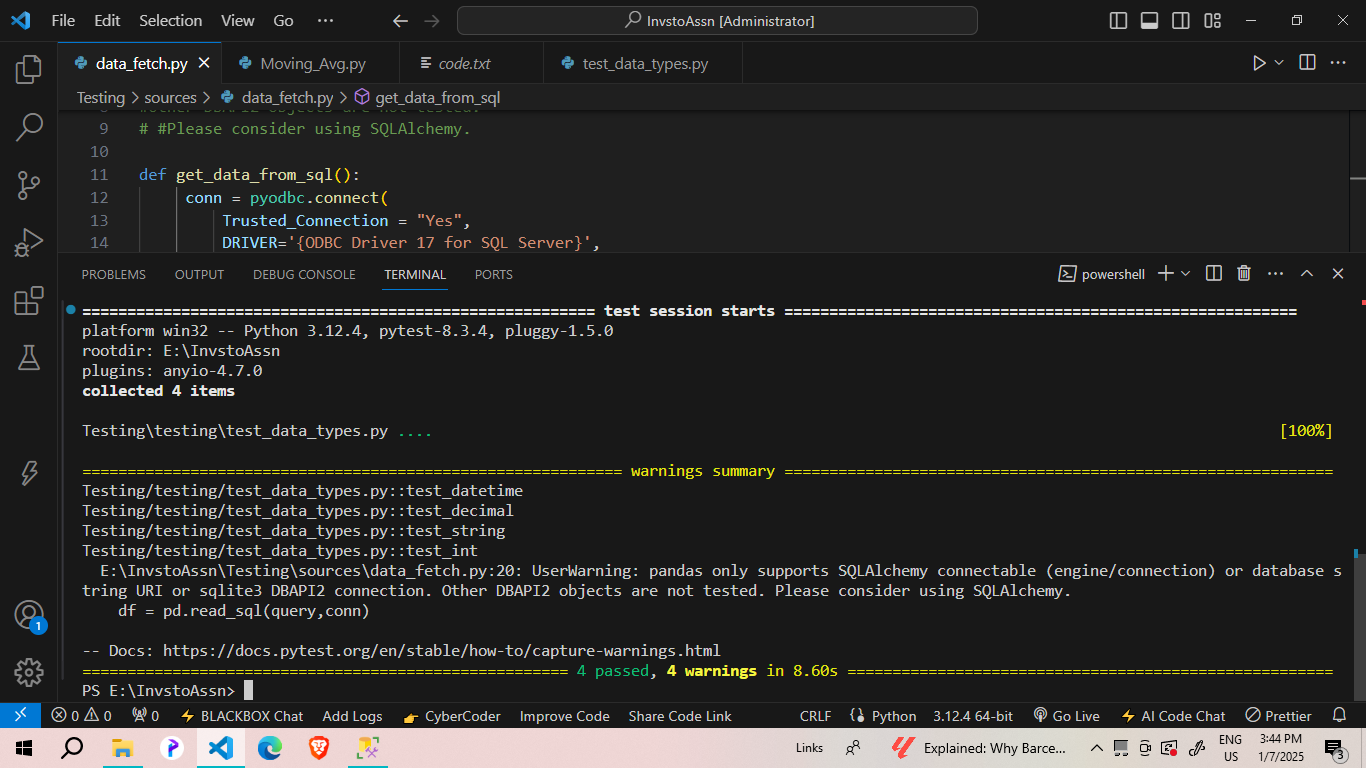 File Edit Selection View Go ··· InvstoAssn [Administrator]
data_fetch.py Moving_Avg.py code.txt test_data_types.py
Testing > sources > data_fetch.py > get_data_from_sql
9 # #Please consider using SQLAlchemy.
10
11 def get_data_from_sql():
12 conn = pyodbc.connect(
13 Trusted_Connection = "Yes",
14 DRIVER='{ODBC Driver 17 for SQL Server}',
PROBLEMS OUTPUT DEBUG CONSOLE TERMINAL PORTS powershell
========================================================= test session starts =========================================================
platform win32 -- Python 3.12.4, pytest-8.3.4, pluggy-1.5.0
rootdir: E:\InvstoAssn
plugins: anyio-4.7.0
collected 4 items
Testing\testing\test_data_types.py .... [100%]
============================================================ warnings summary =============================================================
Testing/testing/test_data_types.py::test_datetime
Testing/testing/test_data_types.py::test_decimal
Testing/testing/test_data_types.py::test_string
Testing/testing/test_data_types.py::test_int
E:\InvstoAssn\Testing\sources\data_fetch.py:20: UserWarning: pandas only supports SQLAlchemy connectable (engine/connection) or database s
tring URI or sqlite3 DBAPI2 connection. Other DBAPI2 objects are not tested. Please consider using SQLAlchemy.
df = pd.read_sql(query,conn)
-- Docs: https://docs.pytest.org/en/stable/how-to/capture-warnings.html
====================================================== 4 passed, 4 warnings in 8.60s ======================================================
PS E:\InvstoAssn>
1
0 0 0 BLACKBOX Chat Add Logs CyberCoder Improve Code Share Code Link CRLF Python 3.12.4 64-bit Go Live AI Code Chat Prettier
Links Explained: Why Barce... ENG US 3:44 PM 1/7/2025 3